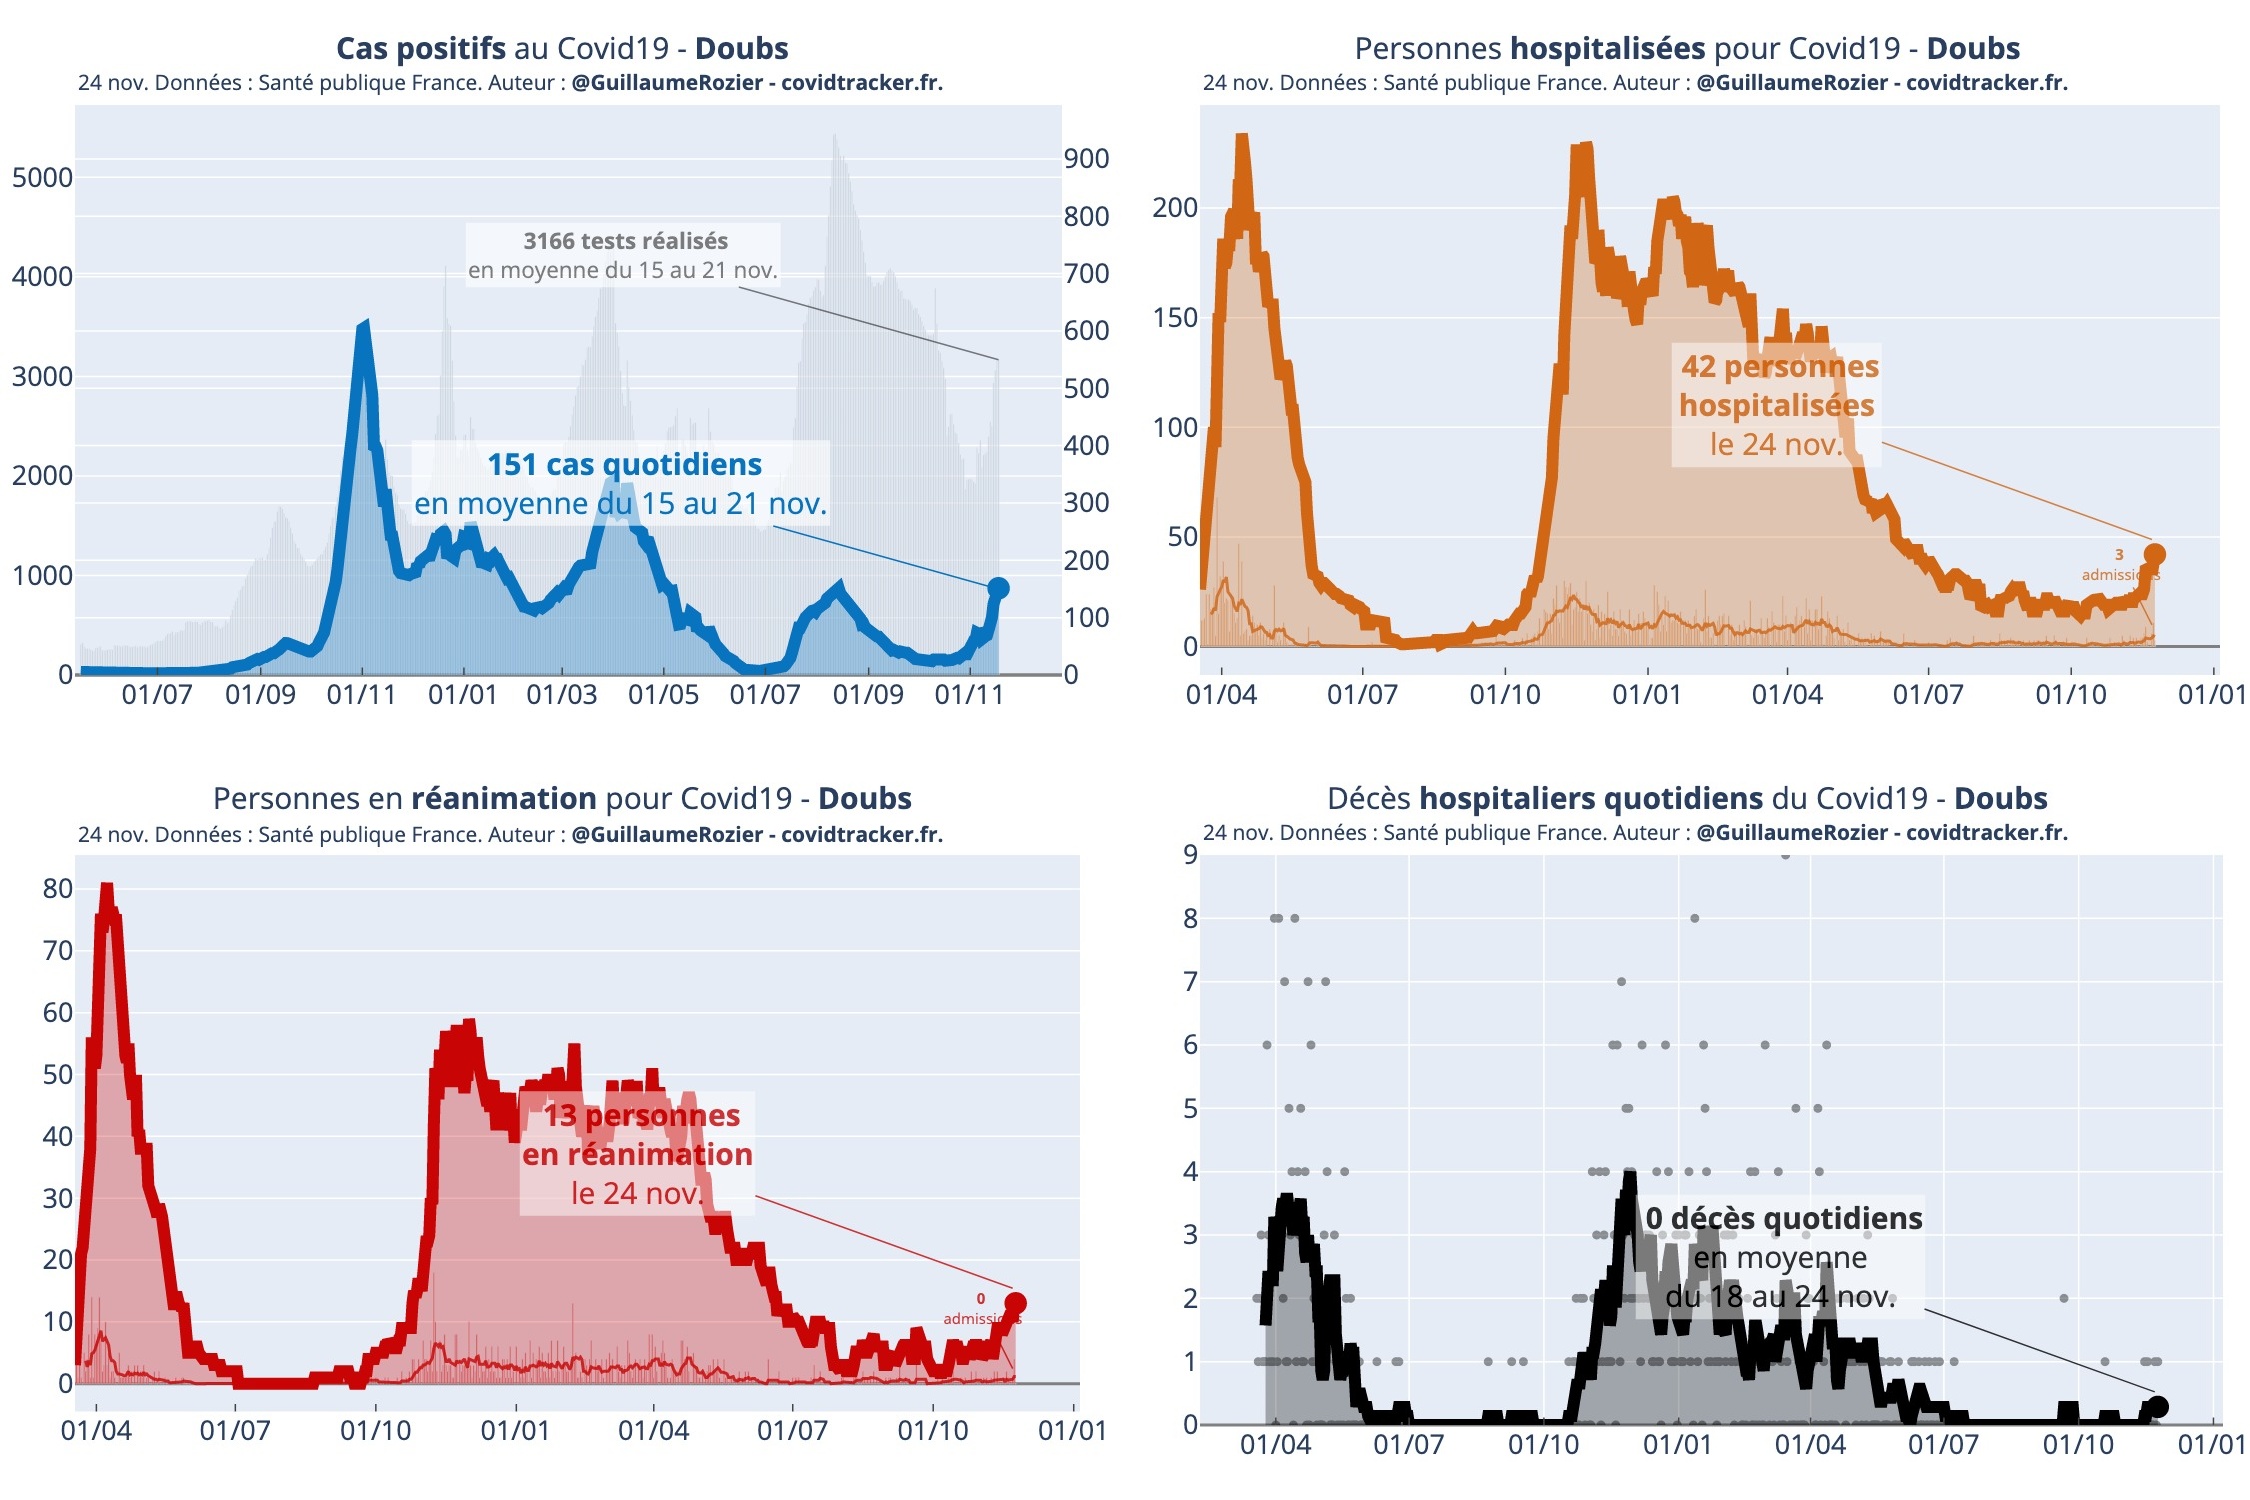 Cas positifs au Covid19 - Doubs
24 nov. Données : Santé publique France. Auteur : @GuillaumeRozier - covidtracker.fr.
5000
4000
3000
2000
1000
0
900
800
700
600
500
400
300
200
100
0
3166 tests réalisés
en moyenne du 15 au 21 nov.
151 cas quotidiens
en moyenne du 15 au 21 nov.
01/07 01/09 01/11 01/01 01/03 01/05 01/07 01/09 01/11
Personnes hospitalisées pour Covid19 - Doubs
24 nov. Données : Santé publique France. Auteur : @GuillaumeRozier - covidtracker.fr.
200
150
100
50
0
42 personnes
hospitalisées
le 24 nov.
3
admissions
01/04 01/07 01/10 01/01 01/04 01/07 01/10 01/01
Personnes en réanimation pour Covid19 - Doubs
24 nov. Données : Santé publique France. Auteur : @GuillaumeRozier - covidtracker.fr.
80
70
60
50
40
30
20
10
0
13 personnes
en réanimation
le 24 nov.
0
admissions
01/04 01/07 01/10 01/01 01/04 01/07 01/10 01/01
Décès hospitaliers quotidiens du Covid19 - Doubs
24 nov. Données : Santé publique France. Auteur : @GuillaumeRozier - covidtracker.fr.
9
8
7
6
5
4
3
2
1
0
0 décès quotidiens
en moyenne
du 18 au 24 nov.
01/04 01/07 01/10 01/01 01/04 01/07 01/10 01/01